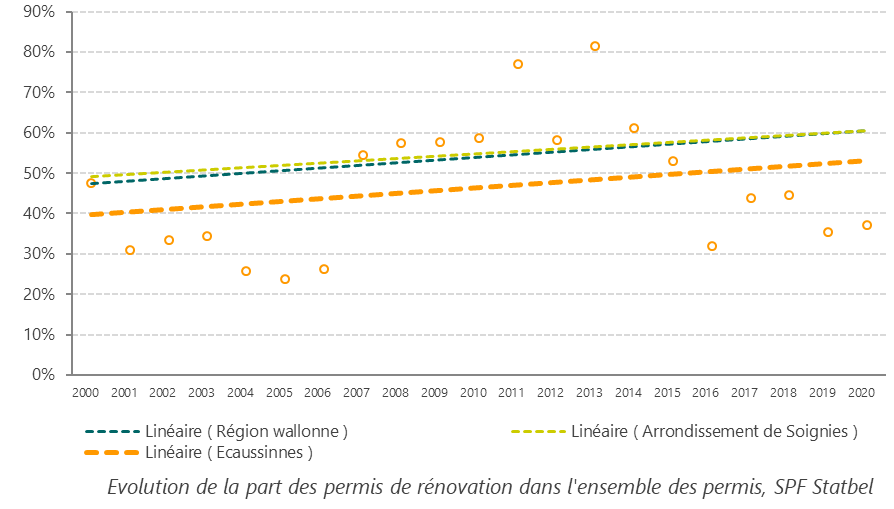 90%
80%
70%
60%
50%
40%
30%
20%
10%
0%
2000 2001 2002 2003 2004 2005 2006 2007 2008 2009 2010 2011 2012 2013 2014 2015 2016 2017 2018 2019 2020
Linéaire ( Région wallonne ) Linéaire ( Arrondissement de Soignies )
Linéaire ( Ecaussinnes )
Evolution de la part des permis de rénovation dans l'ensemble des permis, SPF Statbel